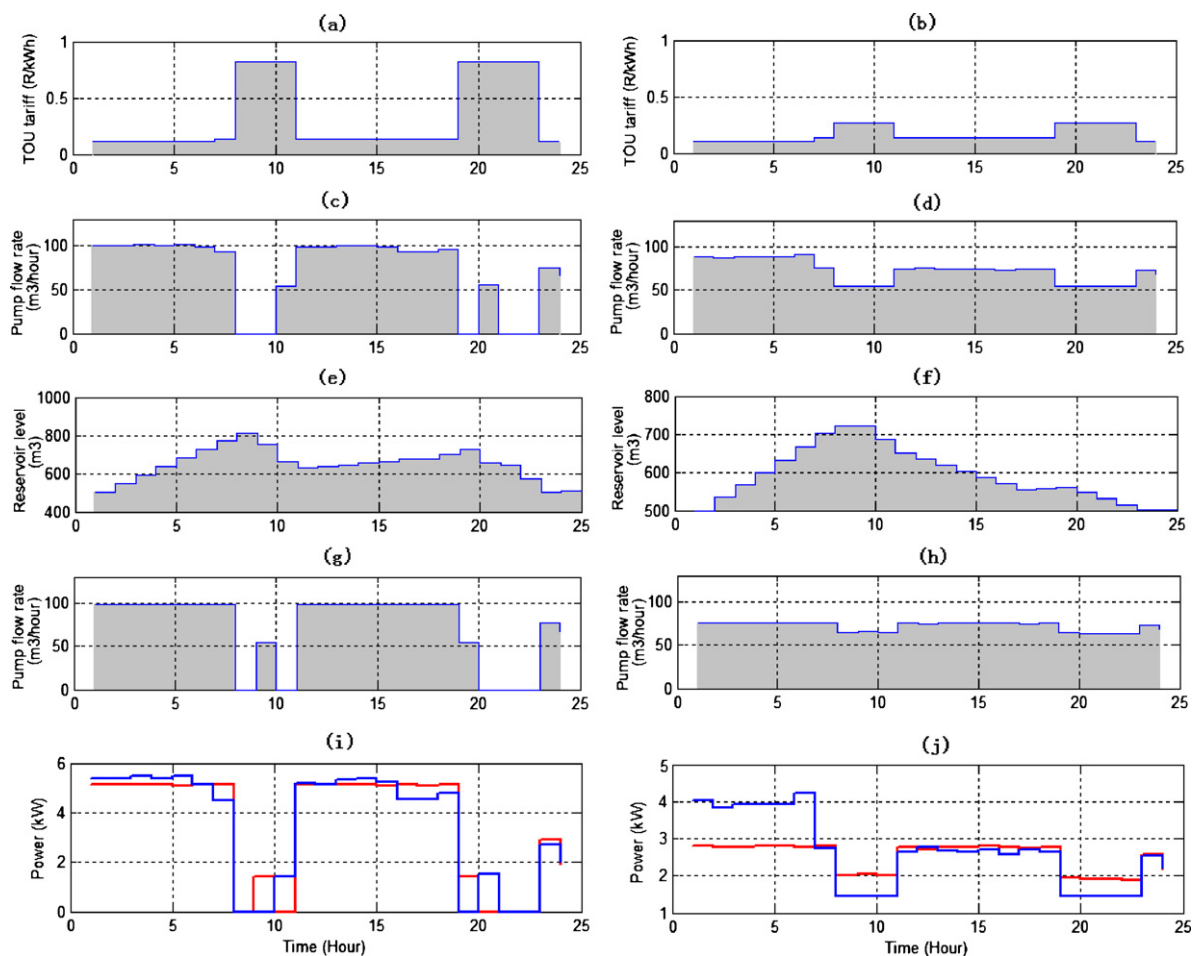 (a)
TOU tariff (R/kWh)
1
0.5
0
0 5 10 15 20 25
(b)
TOU tariff (R/kWh)
1
0.5
0
0 5 10 15 20 25
(c)
Pump flow rate
(m3/hour)
100
50
0
0 5 10 15 20 25
(d)
Pump flow rate
(m3/hour)
100
50
0
0 5 10 15 20 25
(e)
Reservoir level
(m3)
1000
800
600
400
0 5 10 15 20 25
(f)
Reservoir level
(m3)
800
700
600
500
0 5 10 15 20 25
(g)
Pump flow rate
(m3/hour)
100
50
0
0 5 10 15 20 25
(h)
Pump flow rate
(m3/hour)
100
50
0
0 5 10 15 20 25
(i)
Power (kW)
6
4
2
0
0 5 10 15 20 25
Time (Hour)
(j)
Power (kW)
5
4
3
2
1
0 5 10 15 20 25
Time (Hour)